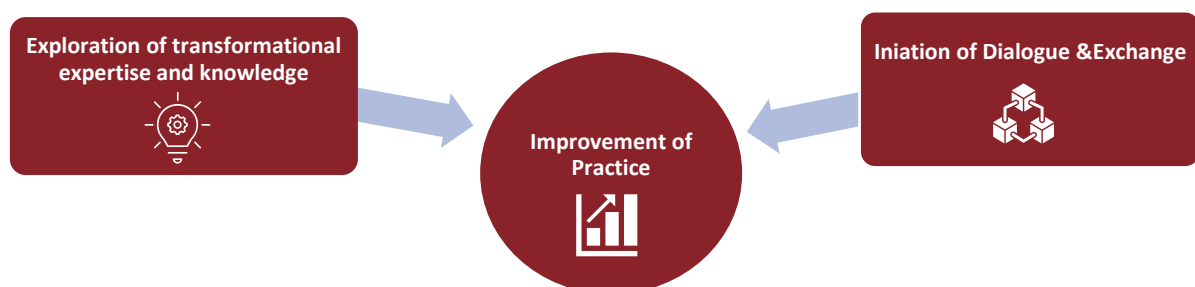 Exploration of transformational
expertise and knowledge
Iniation of Dialogue &Exchange
Improvement of
Practice